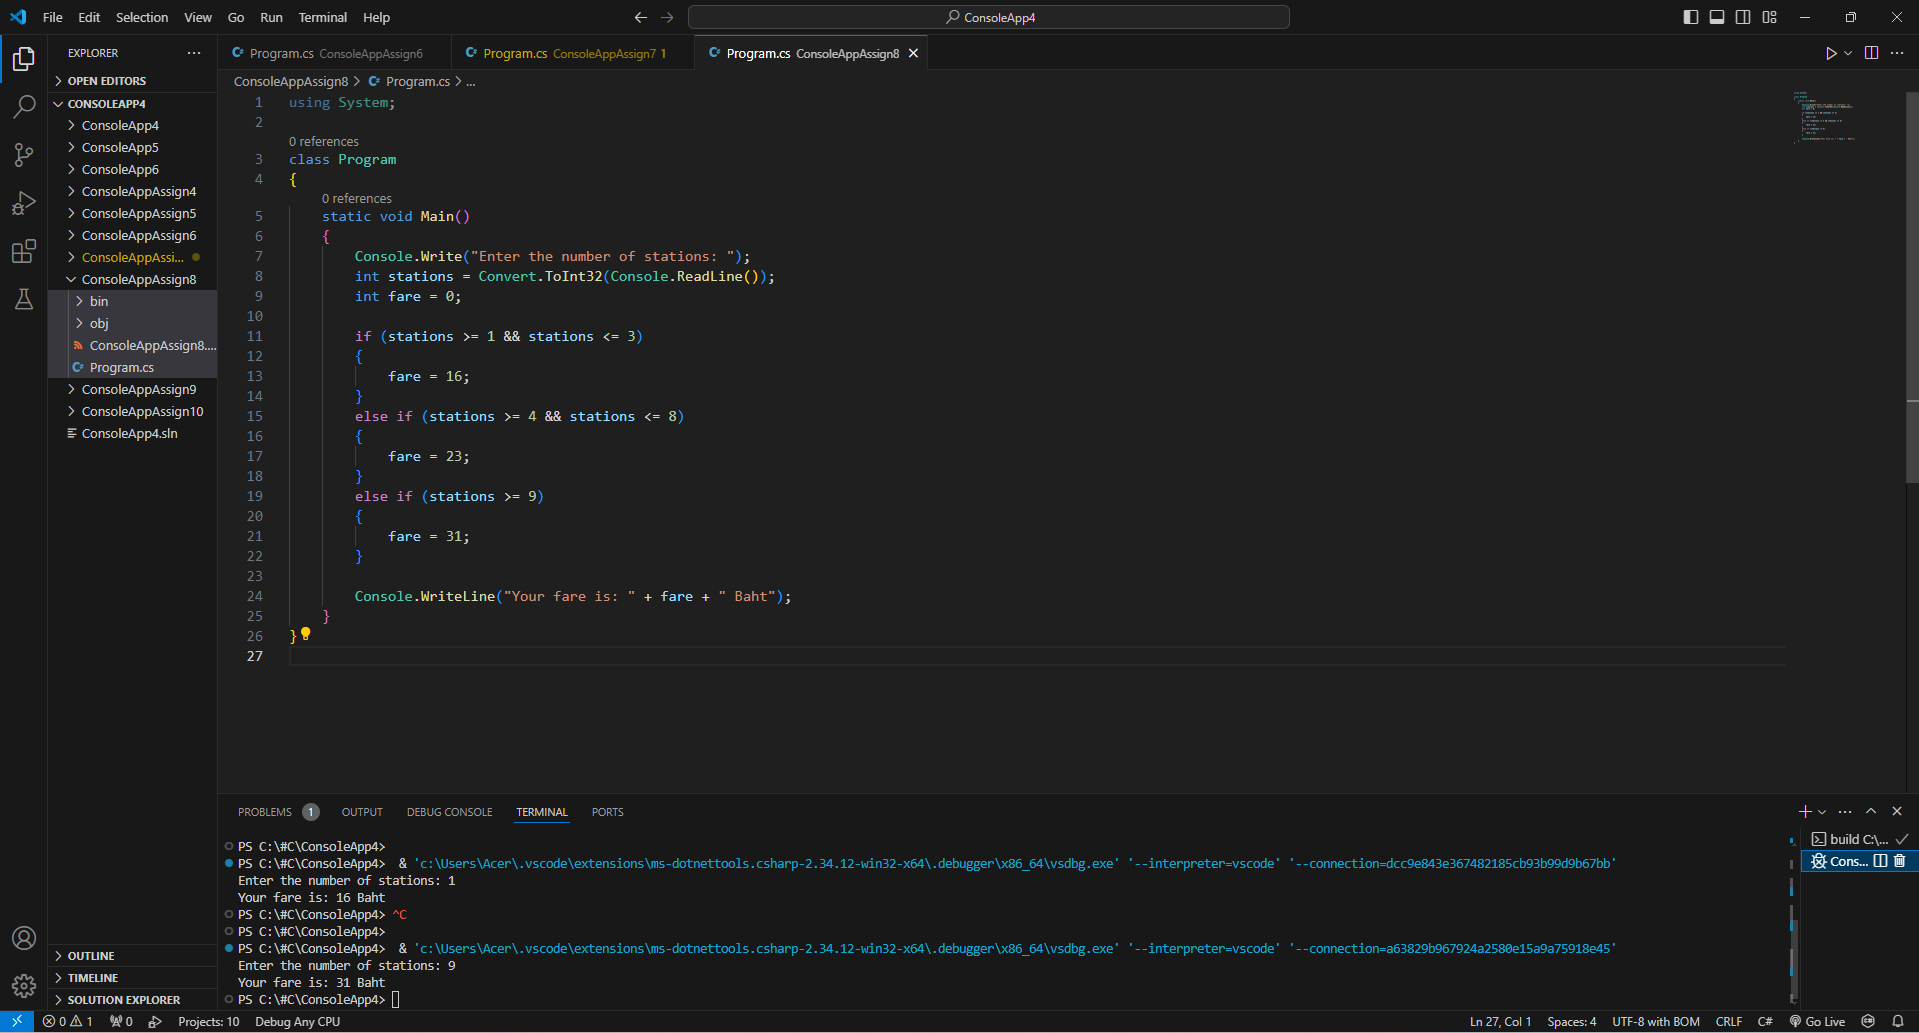 File Edit Selection View Go Run Terminal Help
ConsoleApp4
EXPLORER
OPEN EDITORS
CONSOLEAPP4
ConsoleApp4
ConsoleApp5
ConsoleApp6
ConsoleAppAssign4
ConsoleAppAssign5
ConsoleAppAssign6
ConsoleAppAssi...
ConsoleAppAssign8
bin
obj
ConsoleAppAssign8....
Program.cs
ConsoleAppAssign9
ConsoleAppAssign10
ConsoleApp4.sln
OUTLINE
TIMELINE
SOLUTION EXPLORER
Program.cs ConsoleAppAssign6
Program.cs ConsoleAppAssign7 1
Program.cs ConsoleAppAssign8
ConsoleAppAssign8 > Program.cs > ...
1 using System;
2
0 references
3 class Program
4 {
0 references
5 static void Main()
6 {
7 Console.Write("Enter the number of stations: ");
8 int stations = Convert.ToInt32(Console.ReadLine());
9 int fare = 0;
10
11 if (stations >= 1 && stations <= 3)
12 {
13 fare = 16;
14 }
15 else if (stations >= 4 && stations <= 8)
16 {
17 fare = 23;
18 }
19 else if (stations >= 9)
20 {
21 fare = 31;
22 }
23
24 Console.WriteLine("Your fare is: " + fare + " Baht");
25 }
26 }
27
PROBLEMS 1 OUTPUT DEBUG CONSOLE TERMINAL PORTS
PS C:\#C\ConsoleApp4>
PS C:\#C\ConsoleApp4> & 'c:\Users\Acer\.vscode\extensions\ms-dotnettools.csharp-2.34.12-win32-x64\.debugger\x86_64\vsdbg.exe' '--interpreter=vscode' '--connection=dcc9e843e367482185cb93b99d9b67bb'
Enter the number of stations: 1
Your fare is: 16 Baht
PS C:\#C\ConsoleApp4> ^C
PS C:\#C\ConsoleApp4>
PS C:\#C\ConsoleApp4> & 'c:\Users\Acer\.vscode\extensions\ms-dotnettools.csharp-2.34.12-win32-x64\.debugger\x86_64\vsdbg.exe' '--interpreter=vscode' '--connection=a63829b967924a2580e15a9a75918e45'
Enter the number of stations: 9
Your fare is: 31 Baht
PS C:\#C\ConsoleApp4>
build C:\...
Cons...
0 1 0 Projects: 10 Debug Any CPU
Ln 27, Col 1 Spaces: 4 UTF-8 with BOM CRLF C# Go Live